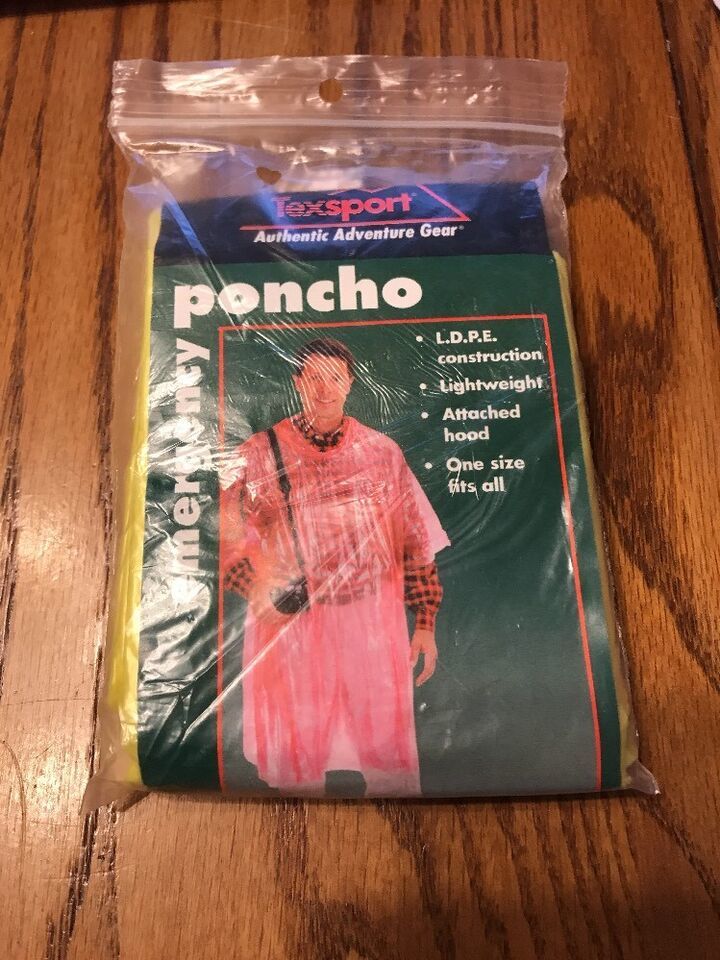 Texsport®
Authentic Adventure Gear®
emergency
poncho
• L.D.P.E.
construction
• Lightweight
• Attached
hood
• One size
fits all